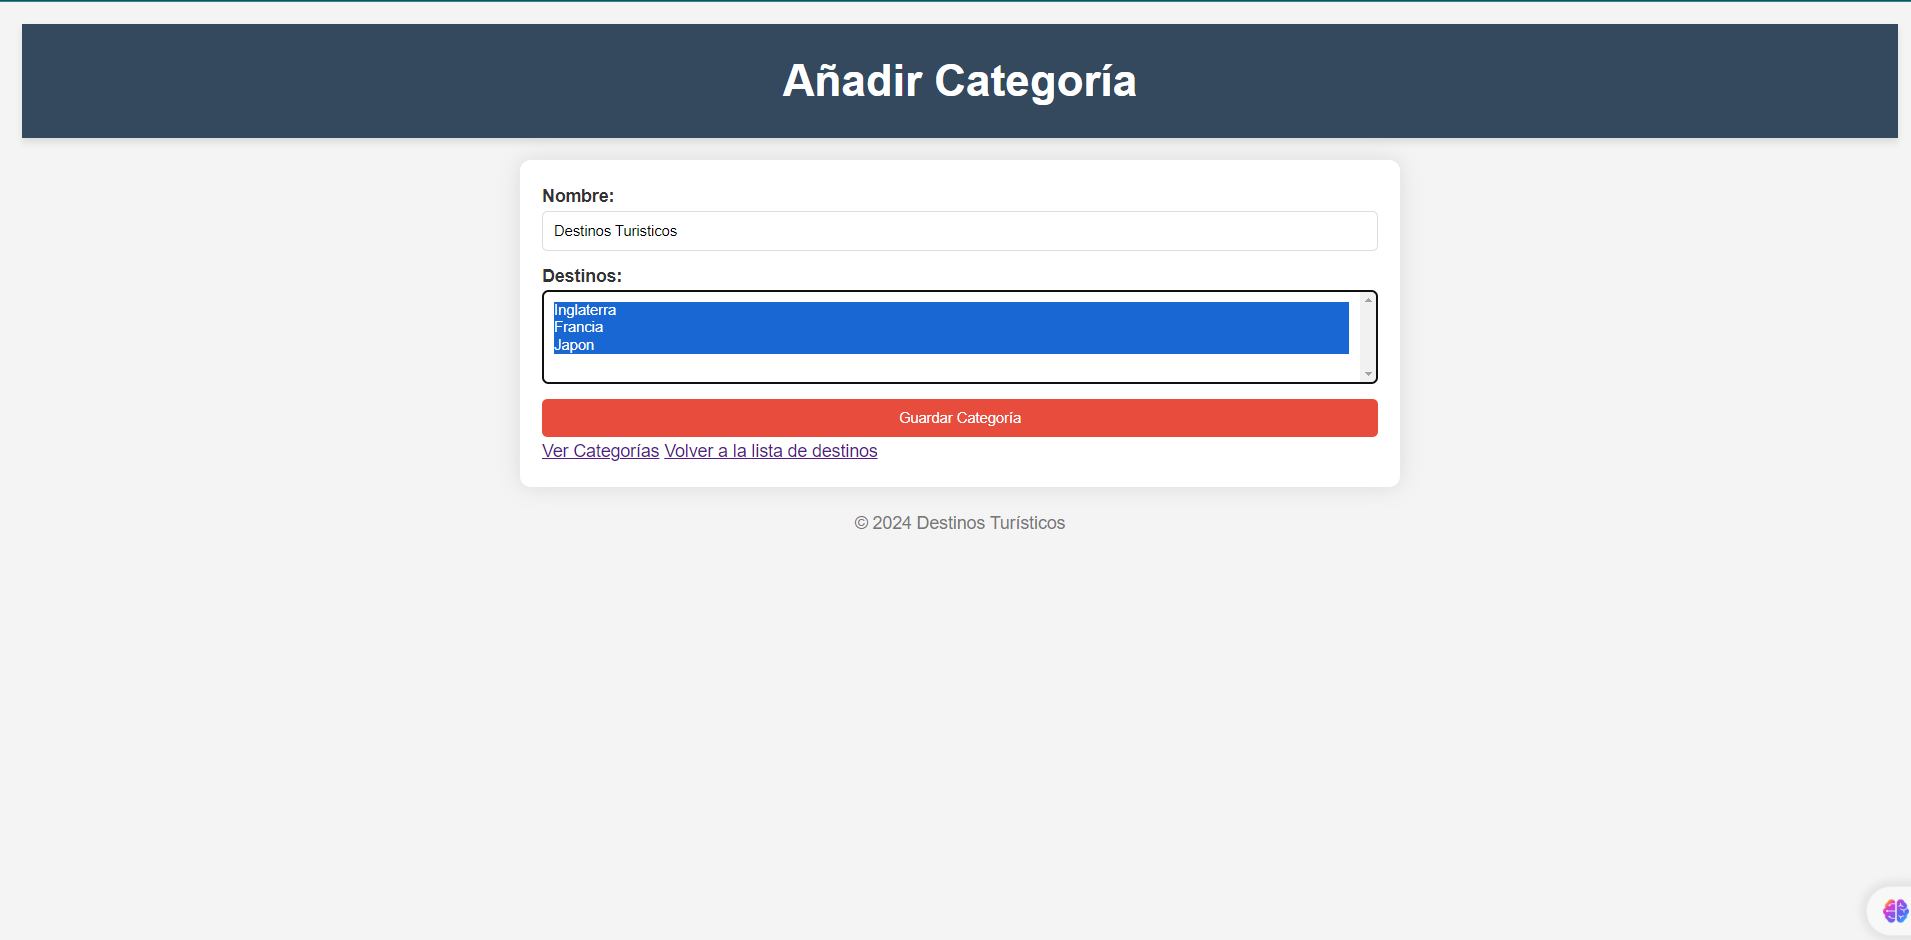 Añadir Categoría
Nombre:
Destinos Turisticos
Destinos:
Inglaterra
Francia
Japon
Guardar Categoría
Ver Categorías Volver a la lista de destinos
© 2024 Destinos Turísticos